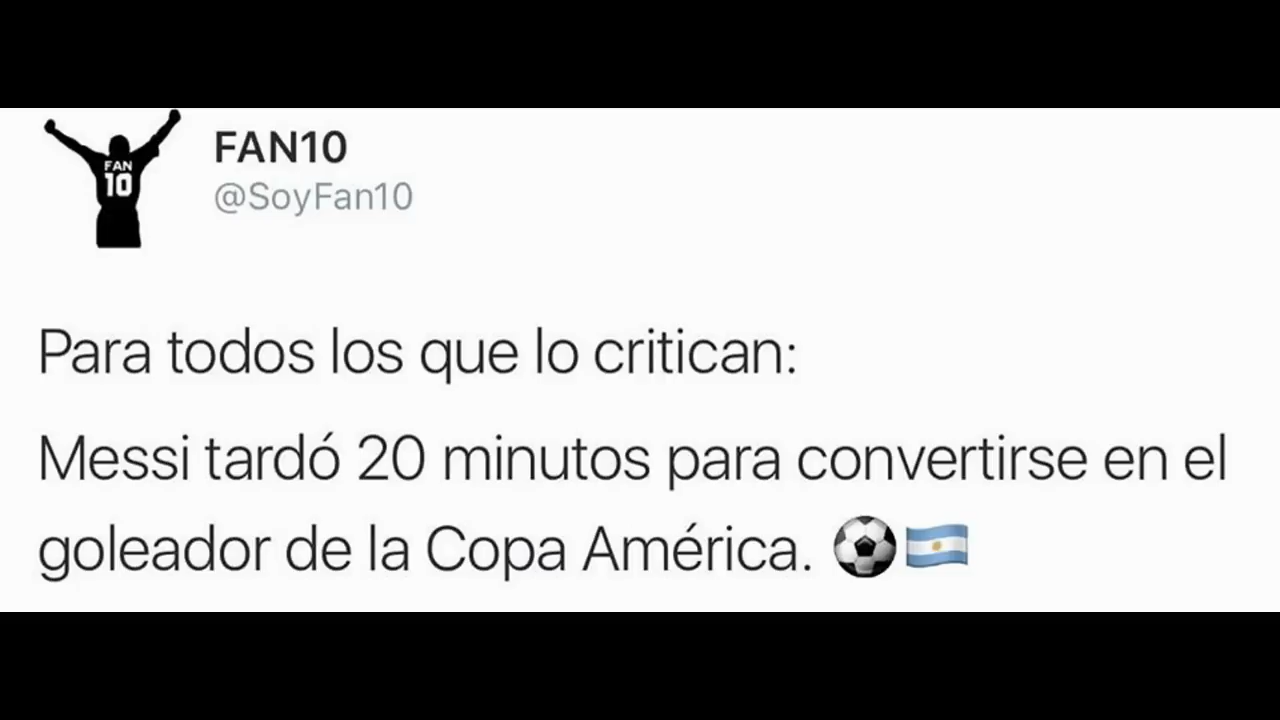 FAN
10
FAN10
@SoyFan10
Para todos los que lo critican:
Messi tardó 20 minutos para convertirse en el
goleador de la Copa América. ⚽🇦🇷